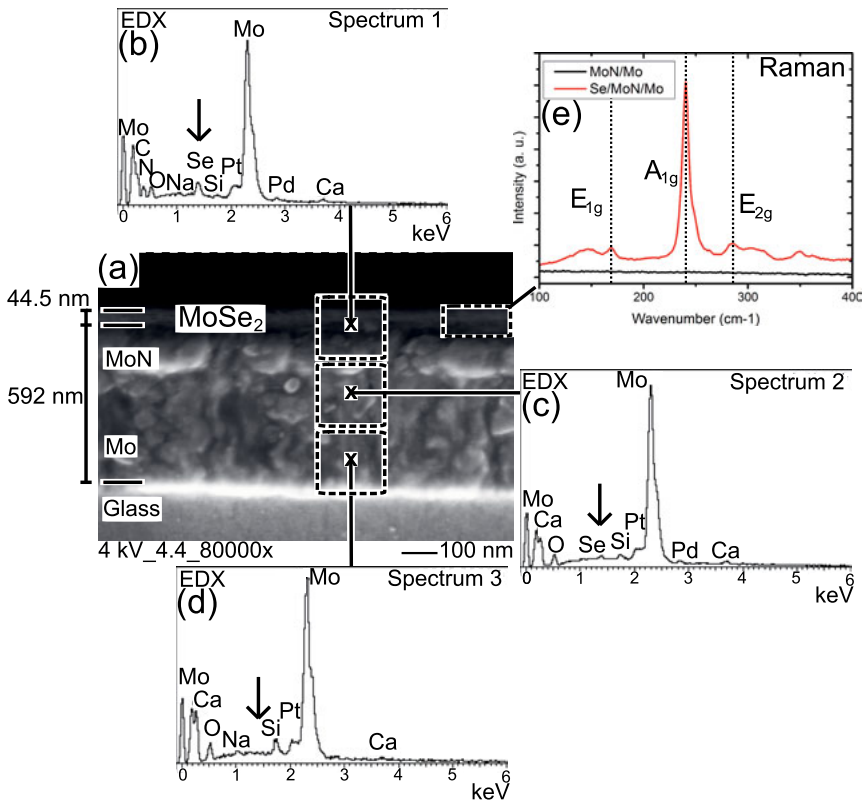 EDX
Spectrum 1
(b)
Mo
Mo
C
N
O
Na
Se
Si
Pt
Pd
Ca
0 1 2 3 4 5 6
keV
Raman
MoN/Mo
Se/MoN/Mo
(e)
E1g
A1g
E2g
Intensity (a. u.)
100 200 300 400
Wavenumber (cm-1)
(a)
44.5 nm
MoSe2
MoN
592 nm
Mo
Glass
4 kV_4.4_80000x
100 nm
EDX
Spectrum 2
(c)
Mo
Mo
Ca
O
Se
Si
Pt
Pd
Ca
0 1 2 3 4 5 6
keV
EDX
Spectrum 3
(d)
Mo
Mo
Ca
O
Na
Si
Pt
Ca
0 1 2 3 4 5 6
keV